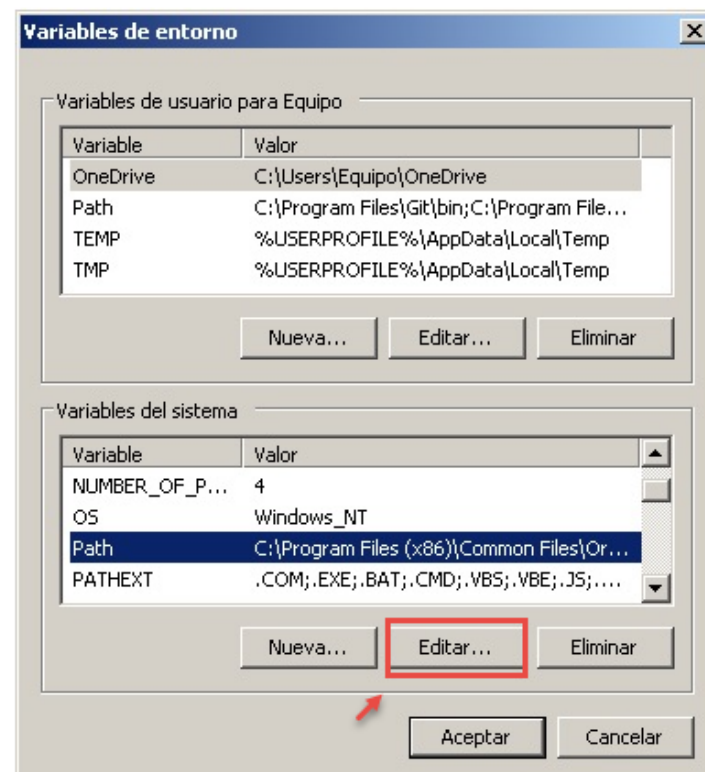 Variables de entorno
Variables de usuario para Equipo
Variable Valor
OneDrive C:\Users\Equipo\OneDrive
Path C:\Program Files\Git\bin;C:\Program File...
TEMP %USERPROFILE%\AppData\Local\Temp
TMP %USERPROFILE%\AppData\Local\Temp
Nueva... Editar... Eliminar
Variables del sistema
Variable Valor
NUMBER_OF_P... 4
OS Windows_NT
Path C:\Program Files (x86)\Common Files\Or...
PATHEXT .COM;.EXE;.BAT;.CMD;.VBS;.VBE;.JS;....
Nueva... Editar... Eliminar
Aceptar Cancelar